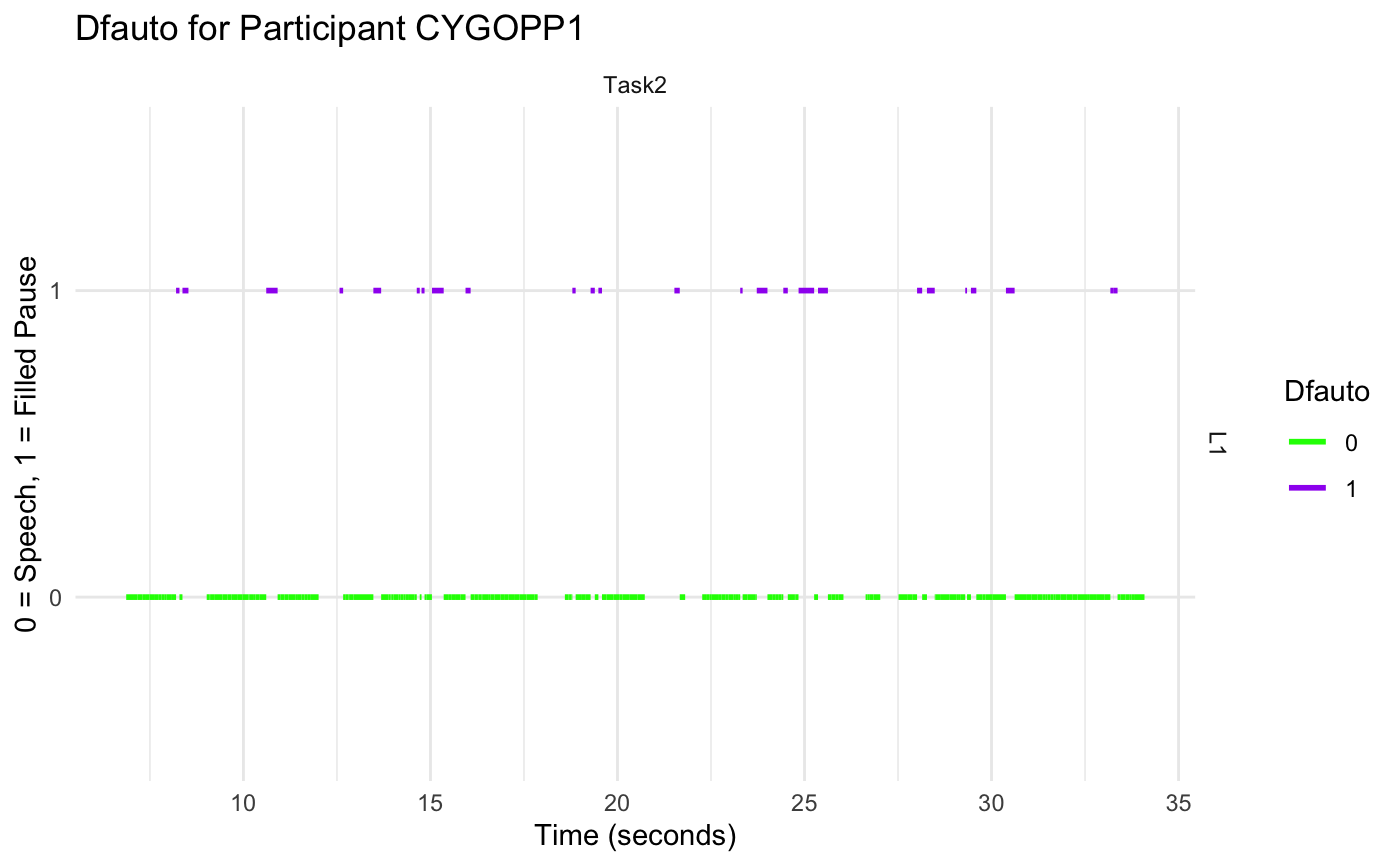 Dfauto for Participant CYGOPP1
Task2
0 = Speech, 1 = Filled Pause
1
0
L1
Dfauto
0
1
10 15 20 25 30 35
Time (seconds)